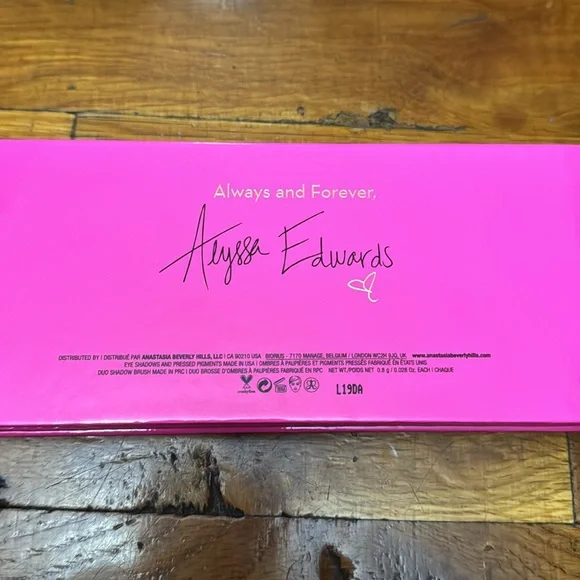 Always and Forever,
Alyssa Edwards
DISTRIBUTED BY | DISTRIBUÉ PAR ANASTASIA BEVERLY HILLS, LLC | CA 90210 USA BIORIUS - 7170 MANAGE, BELGIUM / LONDON WC2H 9JQ, UK www.anastasiabeverlyhills.com
EYE SHADOWS AND PRESSED PIGMENTS MADE IN USA | OMBRES À PAUPIÈRES ET PIGMENTS PRESSÉS FABRIQUÉ EN ÉTATS UNIS
DUO SHADOW BRUSH MADE IN PRC | DUO BROSSE D'OMBRES À PAUPIÈRES FABRIQUÉ EN RPC NET WT./POIDS NET 0.8 g / 0.028 Oz. EACH | CHAQUE
L19DA